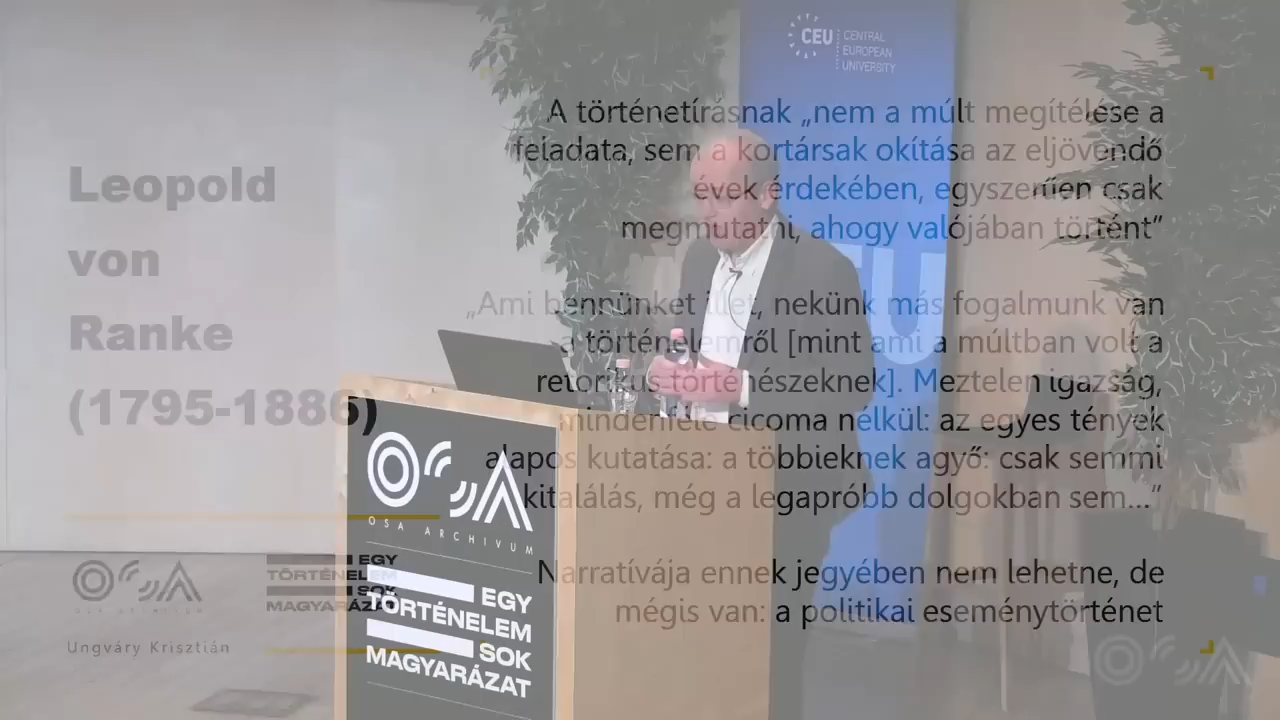 CEU
CENTRAL
EUROPEAN
UNIVERSITY
Leopold
von
Ranke
(1795-1886)
A történetírásnak „nem a múlt megítélése a
feladata, sem a kortársak okítása az eljövendő
évek érdekében, egyszerűen csak
megmutatni, ahogy valójában történt”
„Ami bennünket illet, nekünk más fogalmunk van
a történelemről [mint ami a múltban volt a
retorikus történészeknek]. Meztelen igazság,
mindenféle cicoma nélkül: az egyes tények
alapos kutatása: a többieknek agyő: csak semmi
kitalálás, még a legapróbb dolgokban sem...”
Narratívája ennek jegyében nem lehetne, de
mégis van: a politikai eseménytörténet
OSA ARCHIVUM
EGY
TÖRTÉNELEM
SOK
MAGYARÁZAT
OSA ARCHIVUM
EGY
TÖRTÉNELEM
SOK
MAGYARÁZAT
Ungváry Krisztián